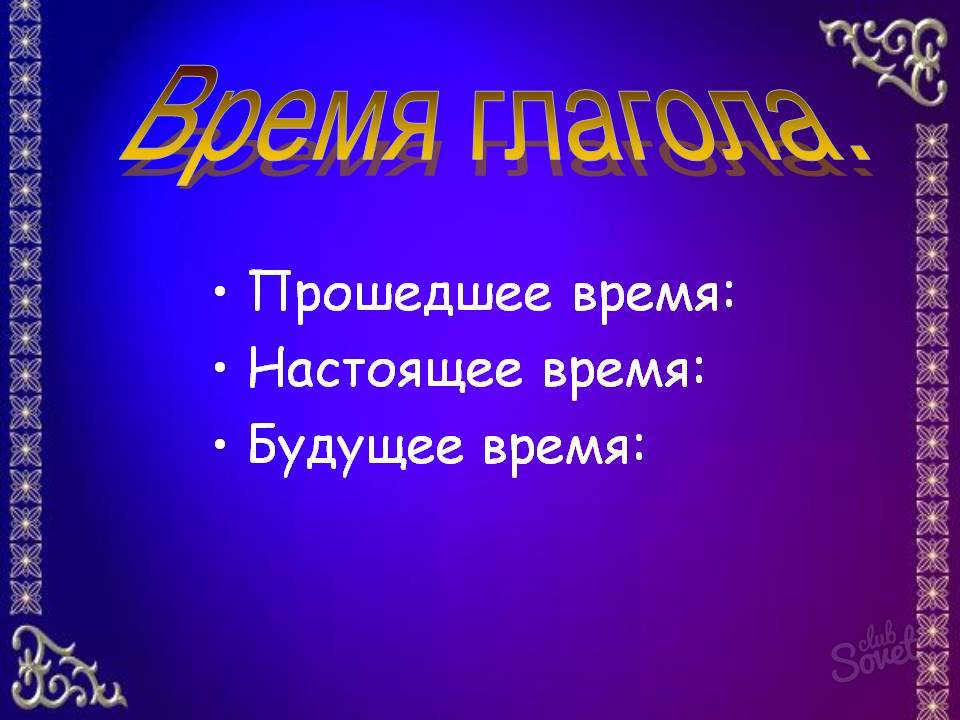 Время глагола.
• Прошедшее время:
• Настоящее время:
• Будущее время:
club
Sovet